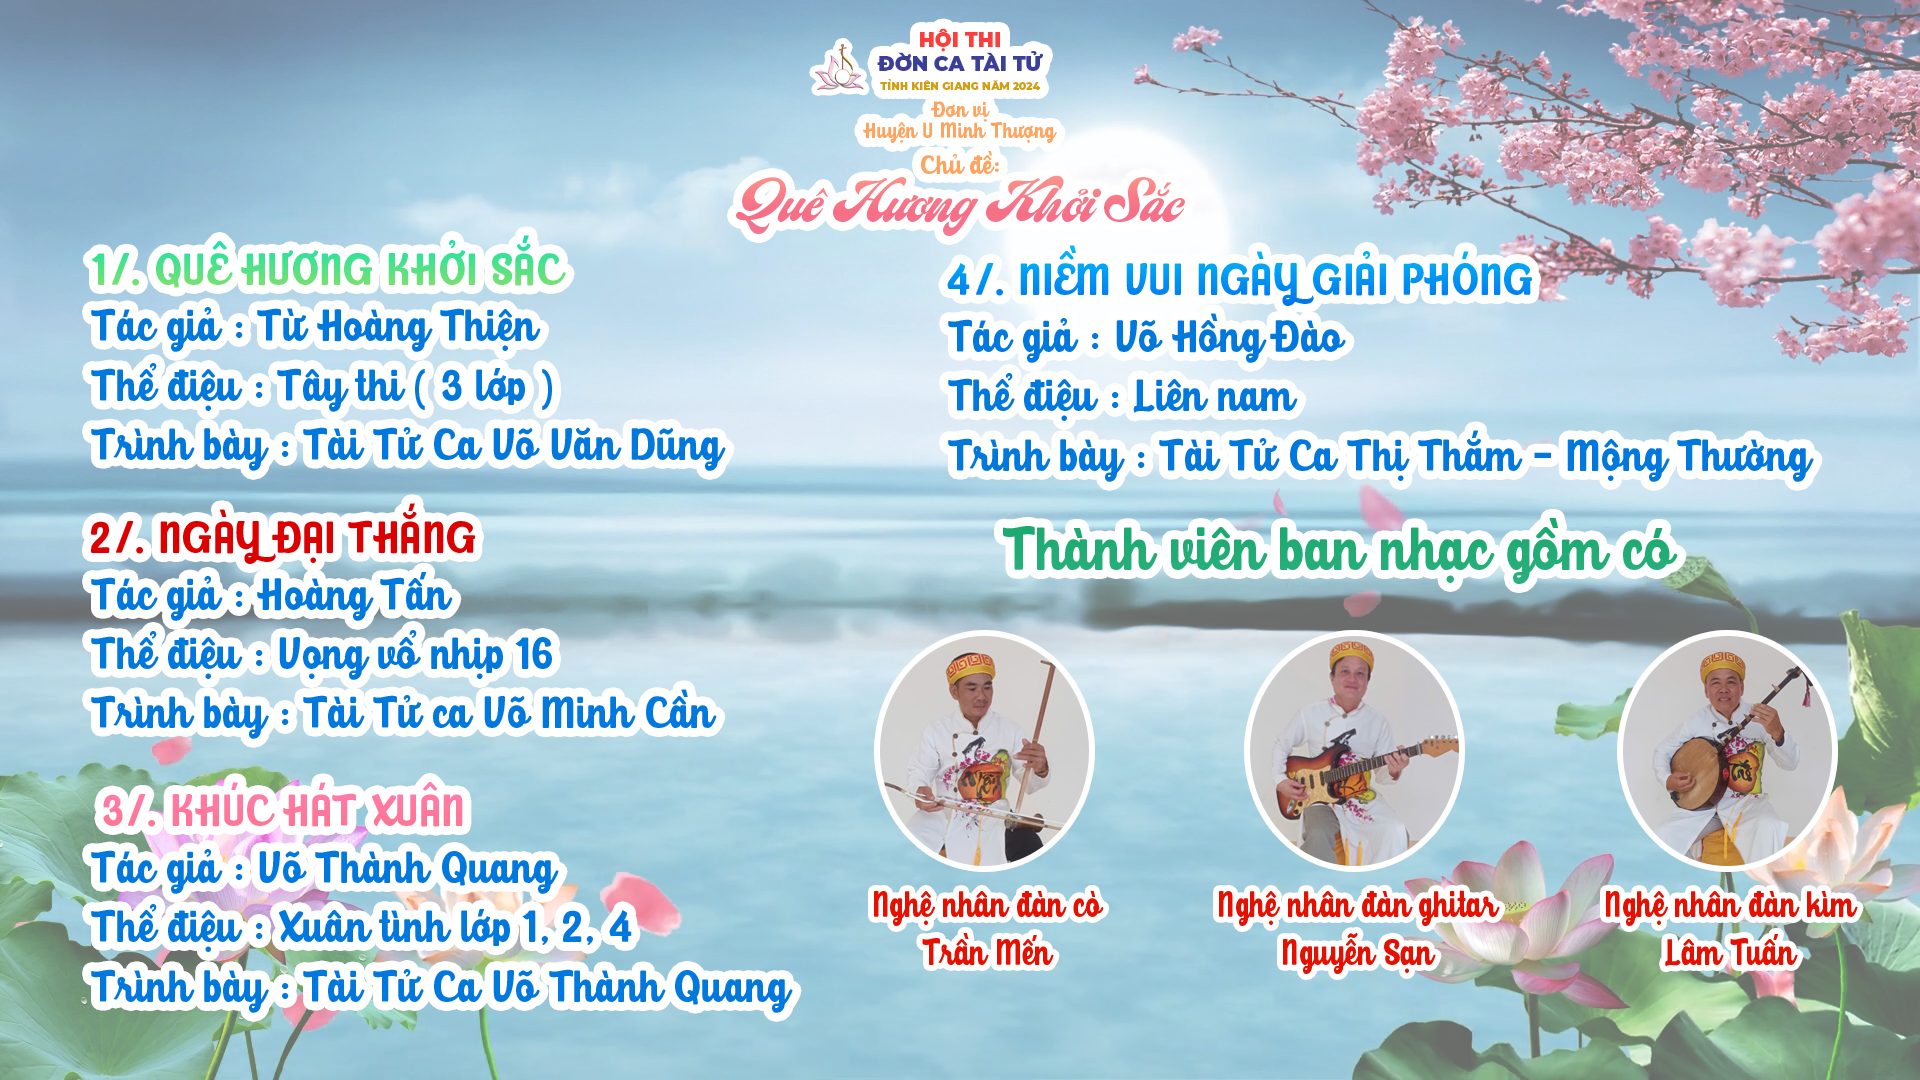 HỘI THI
ĐỜN CA TÀI TỬ
TỈNH KIÊN GIANG NĂM 2024
Đơn vị
Huyện U Minh Thượng
Chủ đề:
Quê Hương Khởi Sắc
1/. QUÊ HƯƠNG KHỞI SẮC
Tác giả : Từ Hoàng Thiện
Thể điệu : Tây thi ( 3 lớp )
Trình bày : Tài Tử Ca Võ Văn Dũng
2/. NGÀY ĐẠI THẮNG
Tác giả : Hoàng Tấn
Thể điệu : Vọng vổ nhịp 16
Trình bày : Tài Tử ca Võ Minh Cần
3/. KHÚC HÁT XUÂN
Tác giả : Võ Thành Quang
Thể điệu : Xuân tình lớp 1, 2, 4
Trình bày : Tài Tử Ca Võ Thành Quang
4/. NIỀM VUI NGÀY GIẢI PHÓNG
Tác giả : Võ Hồng Đào
Thể điệu : Liên nam
Trình bày : Tài Tử Ca Thị Thắm - Mộng Thường
Thành viên ban nhạc gồm có
Nghệ nhân đàn cò
Trần Mến
Nghệ nhân đàn ghitar
Nguyễn Sạn
Nghệ nhân đàn kìm
Lâm Tuấn